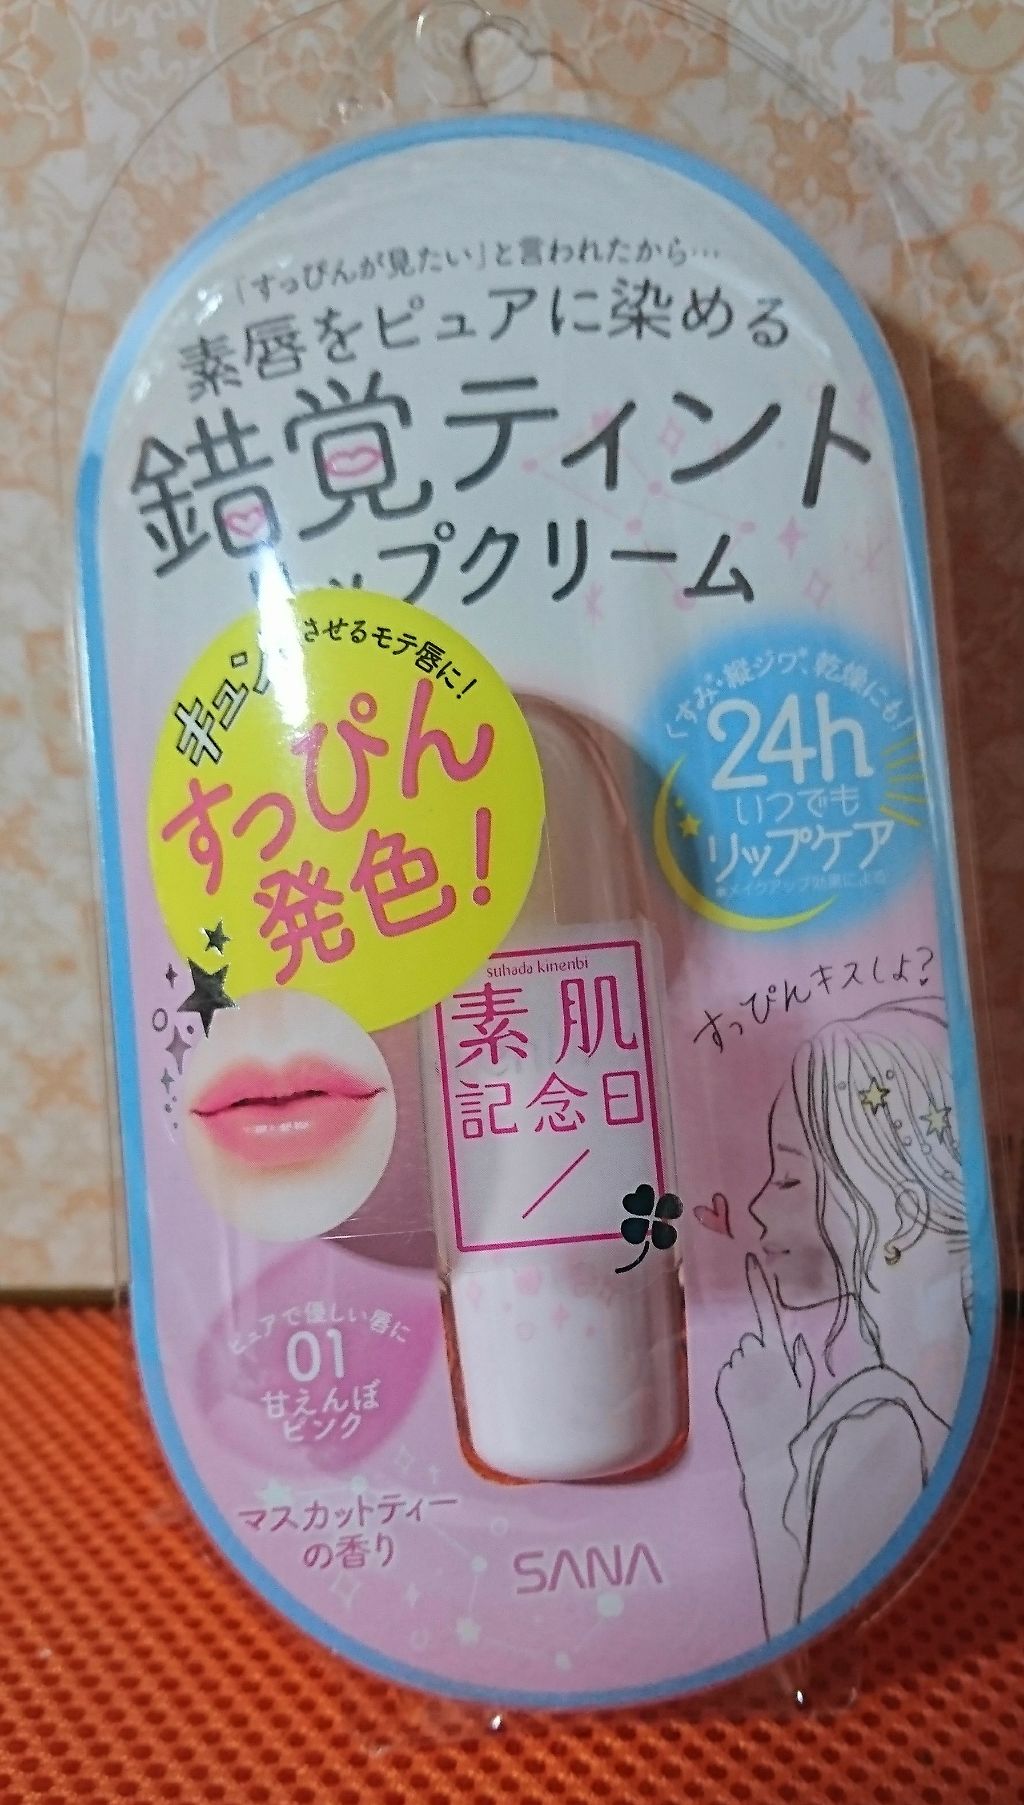 「すっぴんが見たい」と言われたから…
素唇をピュアに染める
錯覚ティント
プクリーム
させるモテ唇に!
キュン
すっぴん
発色!
くすみ*・縦ジワ*、乾燥にも!
24h
いつでも
リップケア
*メイクアップ効果による
suhada kinenbi
素肌
記念日
すっぴんキスしよ?
ピュアで優しい唇に
01
甘えんぼ
ピンク
マスカットティー
の香り
SANA